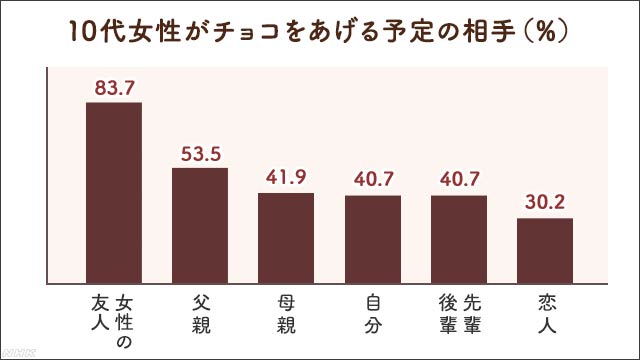 10代女性がチョコをあげる予定の相手(%)
83.7
53.5
41.9
40.7
40.7
30.2
女性の
友人
父親
母親
自分
先輩
後輩
恋人
NHK